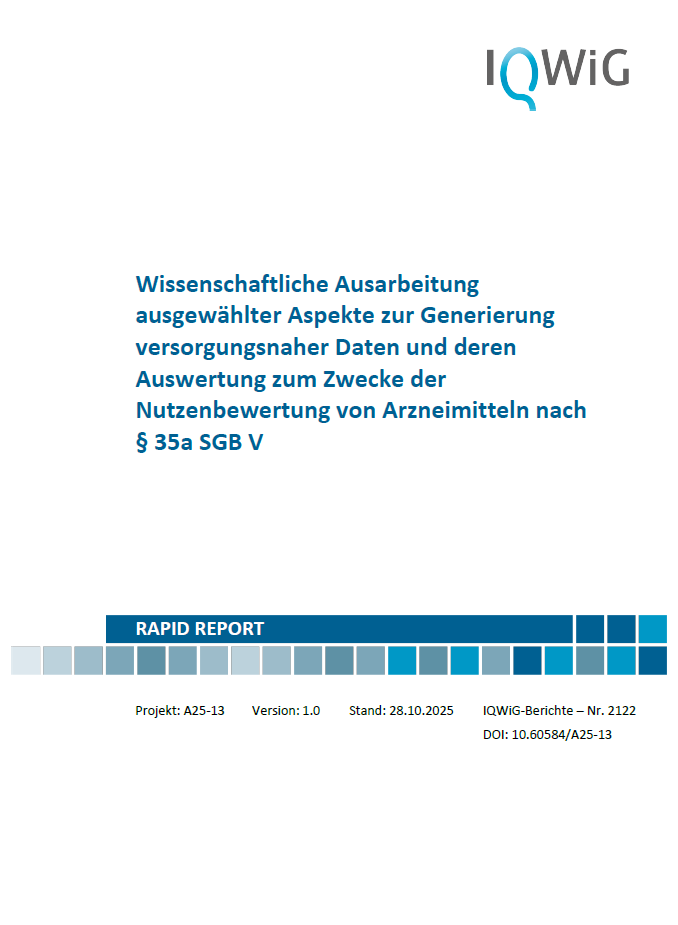 IQWiG
Wissenschaftliche Ausarbeitung
ausgewählter Aspekte zur Generierung
versorgungsnaher Daten und deren
Auswertung zum Zwecke der
Nutzenbewertung von Arzneimitteln nach
§ 35a SGB V
RAPID REPORT
Projekt: A25-13 Version: 1.0 Stand: 28.10.2025 IQWiG-Berichte – Nr. 2122
DOI: 10.60584/A25-13